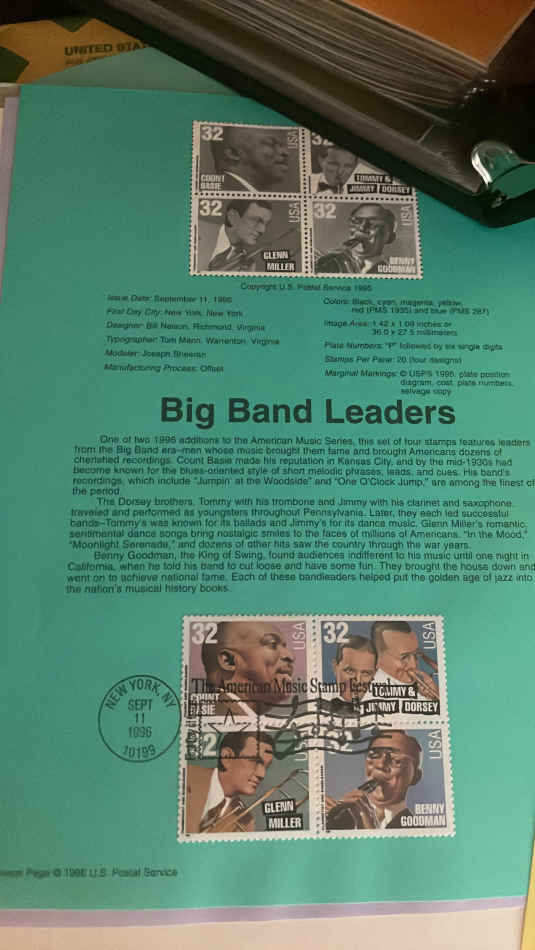 UNITED STA
32
USA
COUNT
BASIE
32
TOMMY &
JIMMY DORSEY
32
USA
GLENN
MILLER
32
USA
BENNY
GOODMAN
Copyright U.S. Postal Service 1995
Issue Date: September 11, 1996
First Day City: New York, New York
Designer: Bill Nelson, Richmond, Virginia
Typographer: Tom Mann, Warrenton, Virginia
Modeler: Joseph Sheeran
Manufacturing Process: Offset
Colors: Black, cyan, magenta, yellow,
red (PMS 1935) and blue (PMS 287)
Image Area: 1.42 x 1.09 inches or
36.0 x 27.5 millimeters
Plate Numbers: "P" followed by six single digits
Stamps Per Pane: 20 (four designs)
Marginal Markings: © USPS 1995, plate position
diagram, cost, plate numbers,
selvage copy
Big Band Leaders
One of two 1996 additions to the American Music Series, this set of four stamps features leaders
from the Big Band era–men whose music brought them fame and brought Americans dozens of
cherished recordings. Count Basie made his reputation in Kansas City, and by the mid-1930s had
become known for the blues-oriented style of short melodic phrases, leads, and cues. His band's
recordings, which include "Jumpin' at the Woodside" and "One O'Clock Jump," are among the finest of
the period.
The Dorsey brothers, Tommy with his trombone and Jimmy with his clarinet and saxophone,
traveled and performed as youngsters throughout Pennsylvania. Later, they each led successful
bands–Tommy's was known for its ballads and Jimmy's for its dance music. Glenn Miller's romantic,
sentimental dance songs bring nostalgic smiles to the faces of millions of Americans. "In the Mood,"
"Moonlight Serenade," and dozens of other hits saw the country through the war years.
Benny Goodman, the King of Swing, found audiences indifferent to his music until one night in
California, when he told his band to cut loose and have some fun. They brought the house down and
went on to achieve national fame. Each of these bandleaders helped put the golden age of jazz into
the nation's musical history books.
32
USA
COUNT
BASIE
32
USA
TOMMY &
JIMMY DORSEY
The American Music Stamp Festival
NEW YORK, NY
SEPT
11
1996
10199
32
GLENN
MILLER
32
USA
BENNY
GOODMAN
Page © 1996 U.S. Postal Service